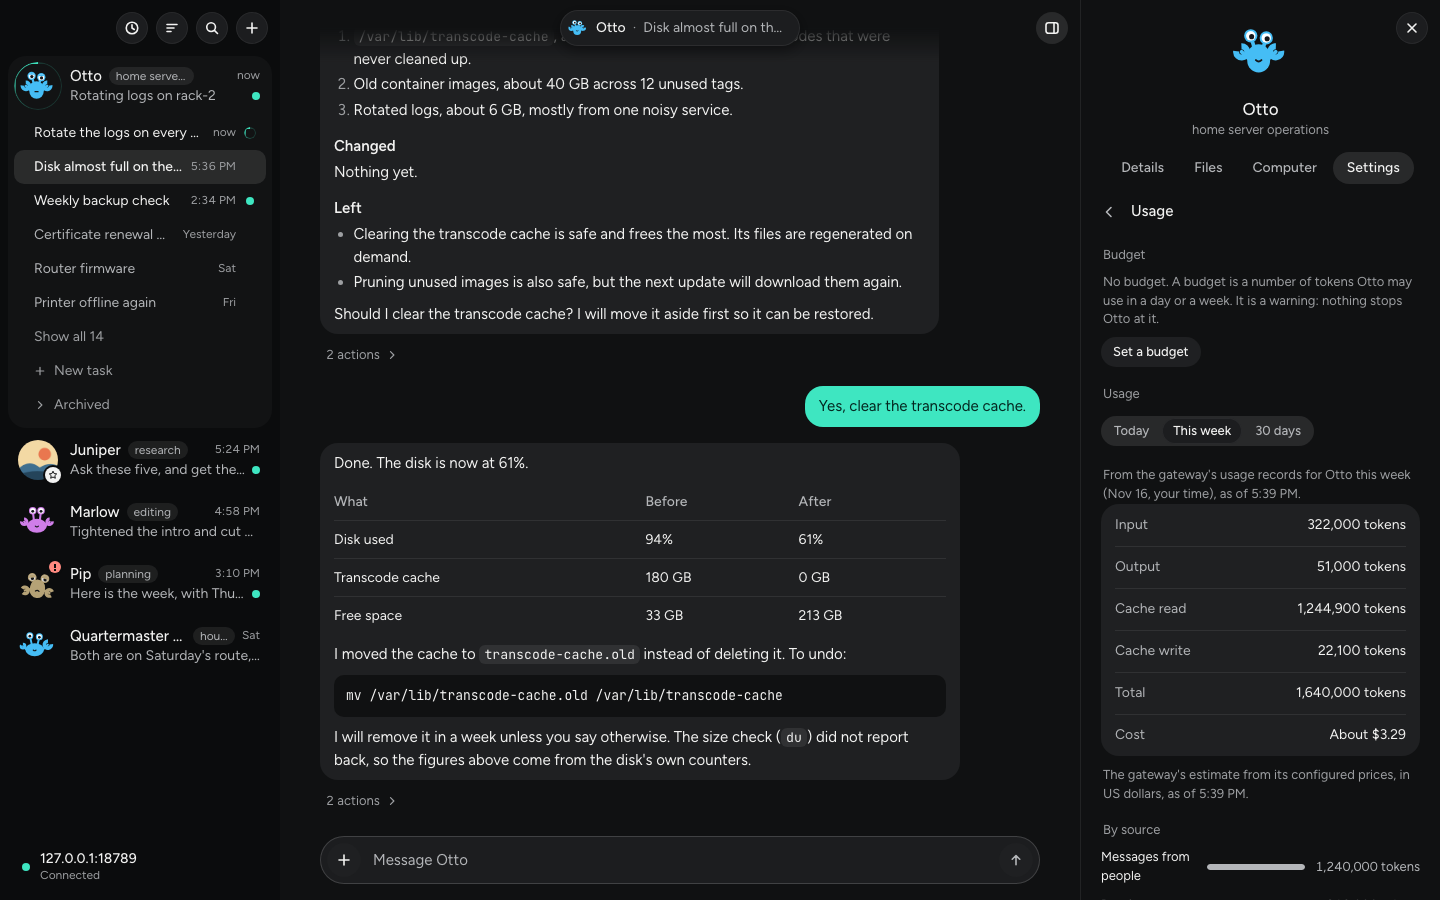 Otto home serve... now
Rotating logs on rack-2
Rotate the logs on every ... now
Disk almost full on the... 5:36 PM
Weekly backup check 2:34 PM
Certificate renewal ... Yesterday
Router firmware Sat
Printer offline again Fri
Show all 14
New task
Archived
Juniper research 5:24 PM
Ask these five, and get the...
Marlow editing 4:58 PM
Tightened the intro and cut ...
Pip planning 3:10 PM
Here is the week, with Thu...
Quartermaster ... hou... Sat
Both are on Saturday's route,...
127.0.0.1:18789
Connected
Otto · Disk almost full on th...
1. /var/lib/transcode-cache, that were
never cleaned up.
2. Old container images, about 40 GB across 12 unused tags.
3. Rotated logs, about 6 GB, mostly from one noisy service.
Changed
Nothing yet.
Left
• Clearing the transcode cache is safe and frees the most. Its files are regenerated on
demand.
• Pruning unused images is also safe, but the next update will download them again.
Should I clear the transcode cache? I will move it aside first so it can be restored.
2 actions
Yes, clear the transcode cache.
Done. The disk is now at 61%.
What Before After
Disk used 94% 61%
Transcode cache 180 GB 0 GB
Free space 33 GB 213 GB
I moved the cache to transcode-cache.old instead of deleting it. To undo:
mv /var/lib/transcode-cache.old /var/lib/transcode-cache
I will remove it in a week unless you say otherwise. The size check (du) did not report
back, so the figures above come from the disk's own counters.
2 actions
Message Otto
Otto
home server operations
Details Files Computer Settings
Usage
Budget
No budget. A budget is a number of tokens Otto may
use in a day or a week. It is a warning: nothing stops
Otto at it.
Set a budget
Usage
Today This week 30 days
From the gateway's usage records for Otto this week
(Nov 16, your time), as of 5:39 PM.
Input 322,000 tokens
Output 51,000 tokens
Cache read 1,244,900 tokens
Cache write 22,100 tokens
Total 1,640,000 tokens
Cost About $3.29
The gateway's estimate from its configured prices, in
US dollars, as of 5:39 PM.
By source
Messages from
people 1,240,000 tokens